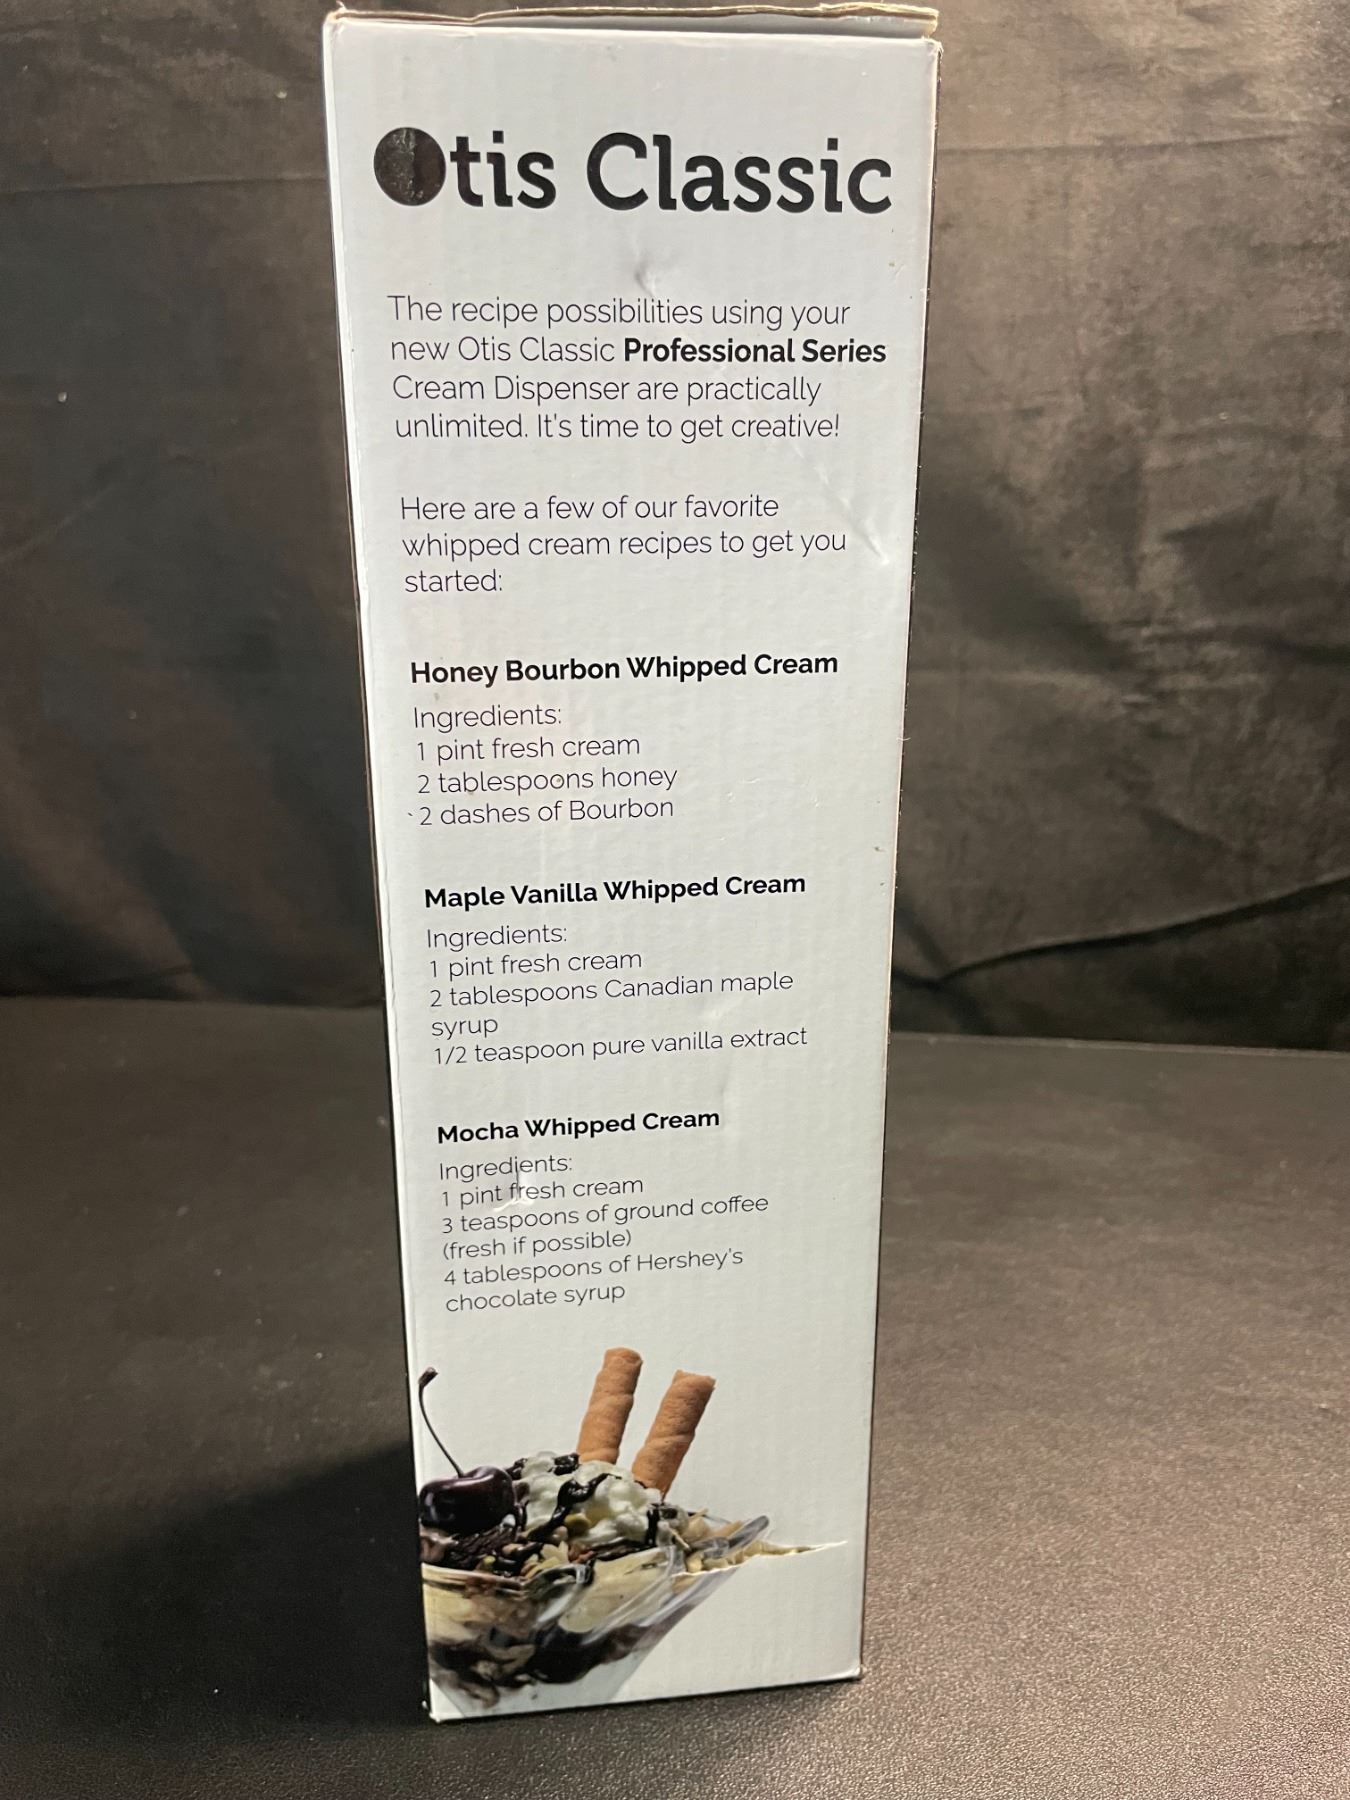 Otis Classic
The recipe possibilities using your
new Otis Classic Professional Series
Cream Dispenser are practically
unlimited. It's time to get creative!
Here are a few of our favorite
whipped cream recipes to get you
started:
Honey Bourbon Whipped Cream
Ingredients:
1 pint fresh cream
2 tablespoons honey
2 dashes of Bourbon
Maple Vanilla Whipped Cream
Ingredients:
1 pint fresh cream
2 tablespoons Canadian maple
syrup
1/2 teaspoon pure vanilla extract
Mocha Whipped Cream
Ingredients:
1 pint fresh cream
3 teaspoons of ground coffee
(fresh if possible)
4 tablespoons of Hershey's
chocolate syrup